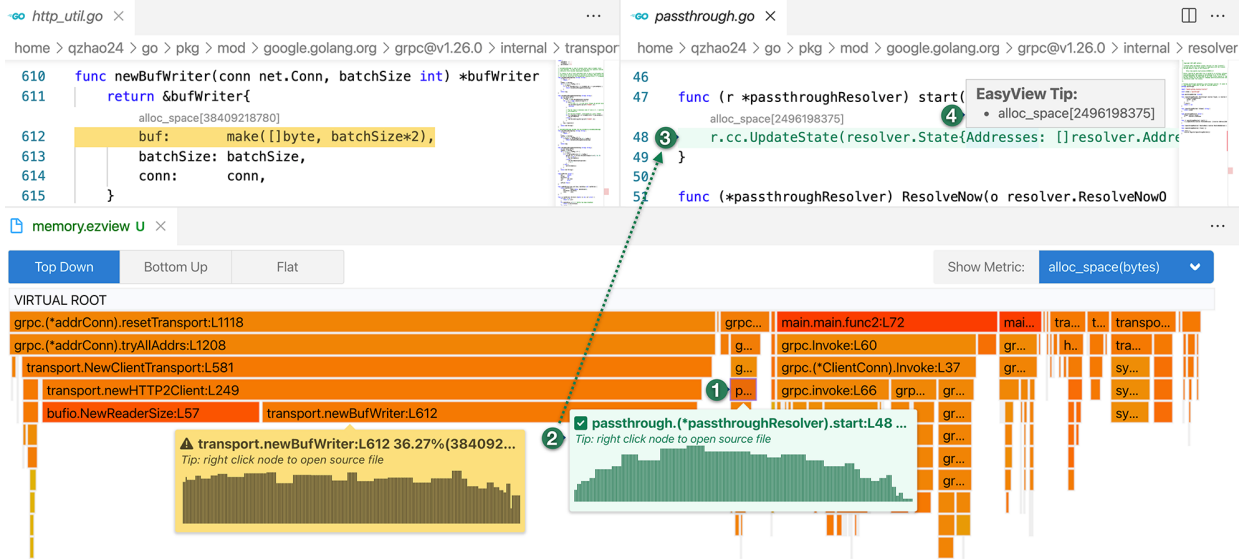 http_util.go
home > qzhao24 > go > pkg > mod > google.golang.org > grpc@v1.26.0 > internal > transpor
610 func newBufWriter(conn net.Conn, batchSize int) *bufWriter
611 return &bufWriter{
alloc_space[38409218780]
612 buf: make([]byte, batchSize*2),
613 batchSize: batchSize,
614 conn: conn,
615 }
passthrough.go
home > qzhao24 > go > pkg > mod > google.golang.org > grpc@v1.26.0 > internal > resolver
46
47 func (r *passthroughResolver) start(
alloc_space[2496198375]
EasyView Tip:
• alloc_space[2496198375]
4
3
48 r.cc.UpdateState(resolver.State{Addresses: []resolver.Addre
49 }
50
51 func (*passthroughResolver) ResolveNow(o resolver.ResolveNowO
memory.ezview U
Top Down Bottom Up Flat Show Metric: alloc_space(bytes)
VIRTUAL ROOT
grpc.(*addrConn).resetTransport:L1118 grpc... main.main.func2:L72 mai... tra... t... transpo...
grpc.(*addrConn).tryAllAddrs:L1208 g... grpc.Invoke:L60 gr... h.. tra...
transport.NewClientTransport:L581 g... grpc.(*ClientConn).Invoke:L37 gr... sy...
transport.newHTTP2Client:L249 1 p... grpc.invoke:L66 grp... gr... sy...
bufio.NewReaderSize:L57 transport.newBufWriter:L612 gr... sy...
gr...
gr...
gr...
transport.newBufWriter:L612 36.27%(384092...
Tip: right click node to open source file
2
passthrough.(*passthroughResolver).start:L48 ...
Tip: right click node to open source file